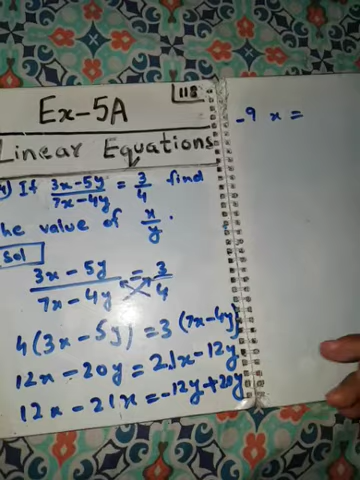 118
Ex-5A
Linear Equations
4) If (3x-5y)/(7x-4y) = 3/4 find
he value of x/y.
Sol
(3x-5y)/(7x-4y) = 3/4
4(3x-5y) = 3(7x-4y)
12x-20y = 21x-12y
12x-21x = -12y+20y
-9x =